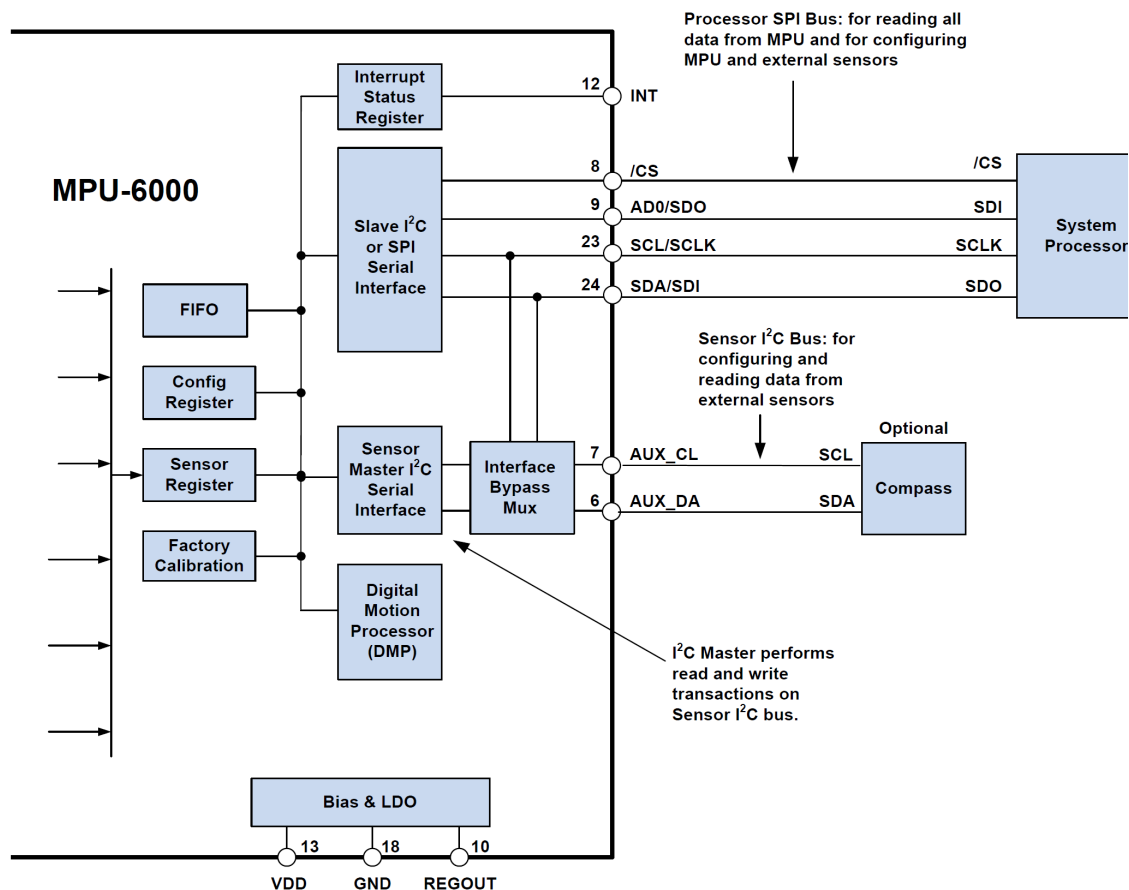 Processor SPI Bus: for reading all
data from MPU and for configuring
MPU and external sensors
MPU-6000
Interrupt
Status
Register
12
INT
Slave I²C
or SPI
Serial
Interface
8
/CS
/CS
9
AD0/SDO
SDI
23
SCL/SCLK
SCLK
24
SDA/SDI
SDO
System
Processor
FIFO
Config
Register
Sensor
Register
Factory
Calibration
Sensor I²C Bus: for
configuring and
reading data from
external sensors
Sensor
Master I²C
Serial
Interface
Interface
Bypass
Mux
7
AUX_CL
SCL
6
AUX_DA
SDA
Optional
Compass
Digital
Motion
Processor
(DMP)
I²C Master performs
read and write
transactions on
Sensor I²C bus.
Bias & LDO
13
18
10
VDD
GND
REGOUT